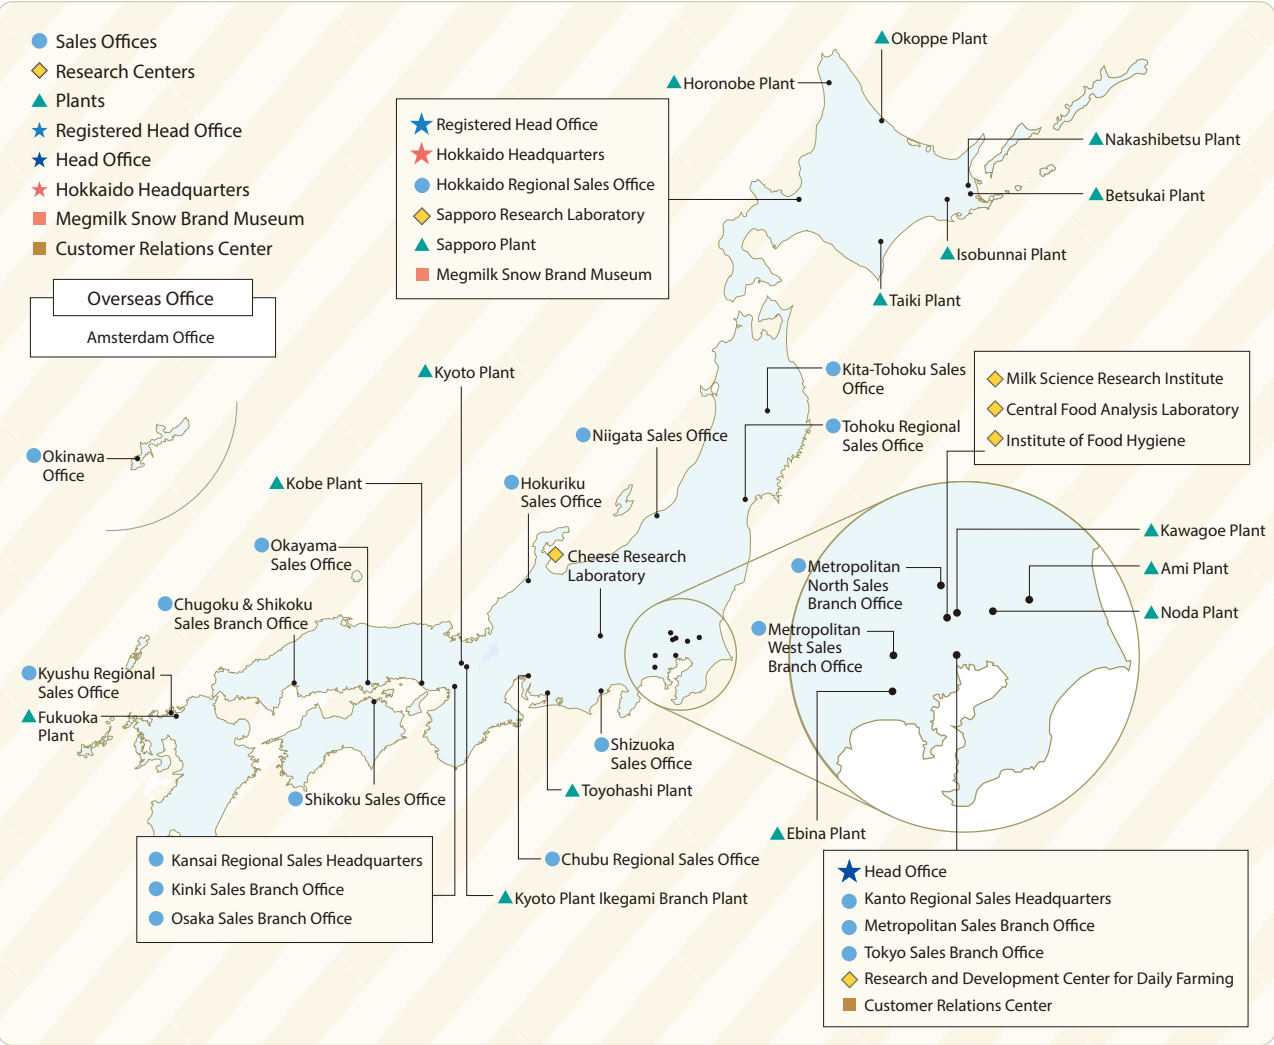 Sales Offices
Research Centers
Plants
Registered Head Office
Head Office
Hokkaido Headquarters
Megmilk Snow Brand Museum
Customer Relations Center
Overseas Office
Amsterdam Office
Registered Head Office
Hokkaido Headquarters
Hokkaido Regional Sales Office
Sapporo Research Laboratory
Sapporo Plant
Megmilk Snow Brand Museum
Okoppe Plant
Horonobe Plant
Nakashibetsu Plant
Betsukai Plant
Isobunnai Plant
Taiki Plant
Kita-Tohoku Sales
Office
Tohoku Regional
Sales Office
Milk Science Research Institute
Central Food Analysis Laboratory
Institute of Food Hygiene
Kyoto Plant
Niigata Sales Office
Okinawa
Office
Kobe Plant
Hokuriku
Sales Office
Okayama
Sales Office
Cheese Research
Laboratory
Chugoku & Shikoku
Sales Branch Office
Kyushu Regional
Sales Office
Fukuoka
Plant
Metropolitan
North Sales
Branch Office
Metropolitan
West Sales
Branch Office
Kawagoe Plant
Ami Plant
Noda Plant
Shizuoka
Sales Office
Toyohashi Plant
Shikoku Sales Office
Ebina Plant
Chubu Regional Sales Office
Kyoto Plant Ikegami Branch Plant
Kansai Regional Sales Headquarters
Kinki Sales Branch Office
Osaka Sales Branch Office
Head Office
Kanto Regional Sales Headquarters
Metropolitan Sales Branch Office
Tokyo Sales Branch Office
Research and Development Center for Daily Farming
Customer Relations Center